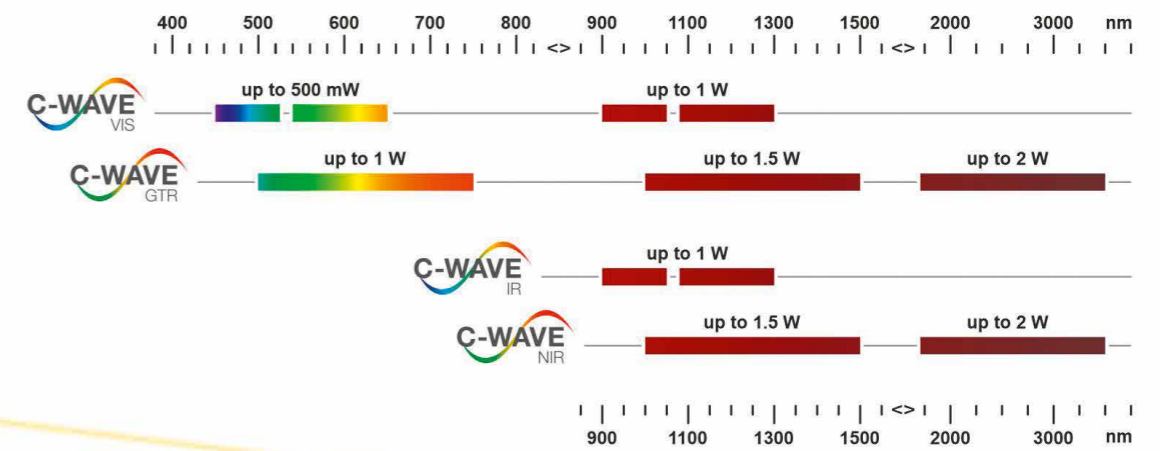 400 500 600 700 800 900 1100 1300 1500 2000 3000 nm
<> <>
up to 500 mW up to 1 W
C-WAVE
VIS
up to 1 W up to 1.5 W up to 2 W
C-WAVE
GTR
up to 1 W
C-WAVE
IR
up to 1.5 W up to 2 W
C-WAVE
NIR
<>
900 1100 1300 1500 2000 3000 nm